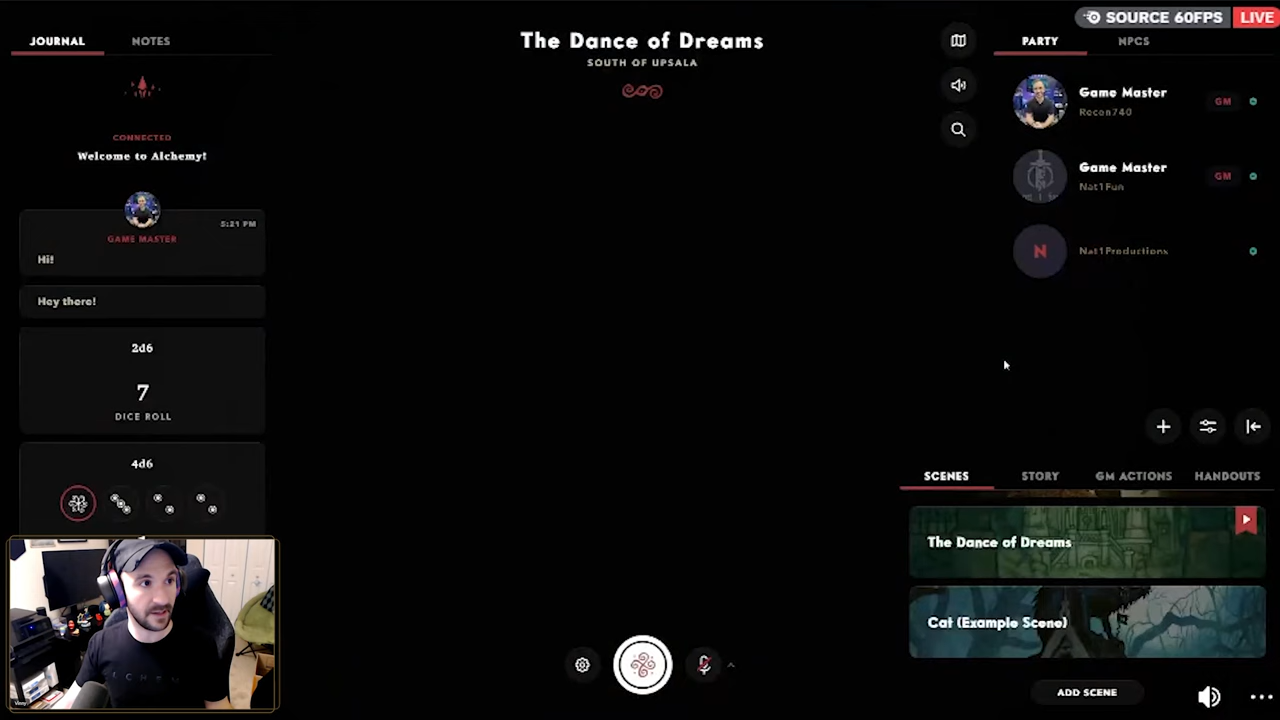 JOURNAL
NOTES
CONNECTED
Welcome to Alchemy!
5:21 PM
GAME MASTER
Hi!
Hey there!
2d6
7
DICE ROLL
4d6
The Dance of Dreams
SOUTH OF UPSALA
SOURCE 60FPS
LIVE
PARTY
NPCS
Game Master
Recon740
GM
Game Master
Nat1Fun
GM
N
Nat1Productions
SCENES
STORY
GM ACTIONS
HANDOUTS
The Dance of Dreams
Cat (Example Scene)
ADD SCENE